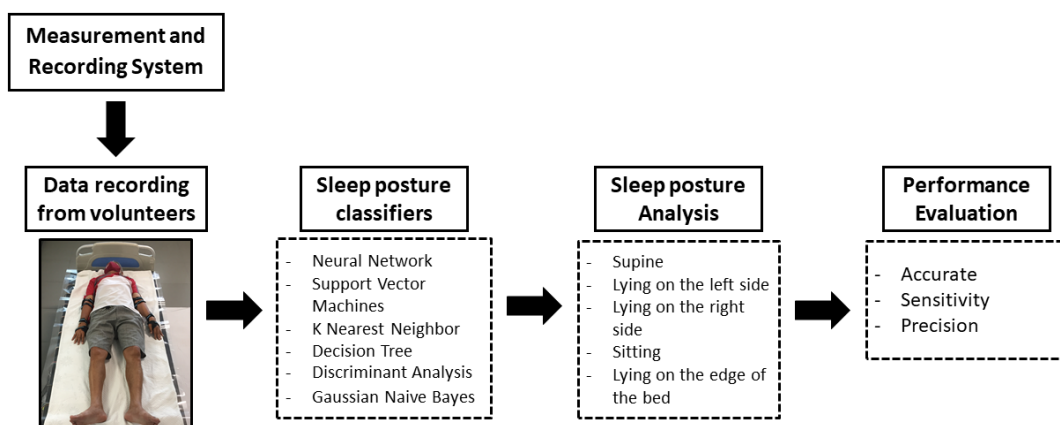 Measurement and
Recording System
Data recording
from volunteers
Sleep posture
classifiers
- Neural Network
- Support Vector
Machines
- K Nearest Neighbor
- Decision Tree
- Discriminant Analysis
- Gaussian Naive Bayes
Sleep posture
Analysis
- Supine
- Lying on the left side
- Lying on the right
side
- Sitting
- Lying on the edge of
the bed
Performance
Evaluation
- Accurate
- Sensitivity
- Precision